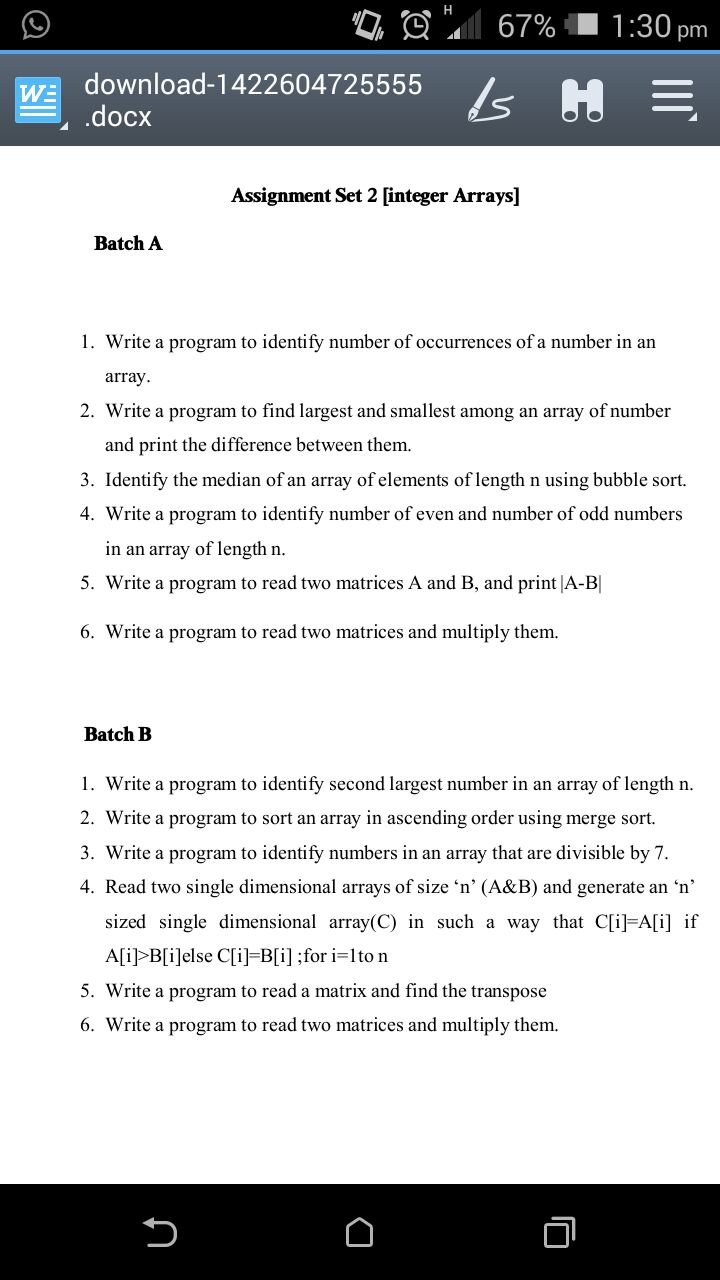 H 67% 1:30 pm
W download-1422604725555
.docx
Assignment Set 2 [integer Arrays]
Batch A
1. Write a program to identify number of occurrences of a number in an
array.
2. Write a program to find largest and smallest among an array of number
and print the difference between them.
3. Identify the median of an array of elements of length n using bubble sort.
4. Write a program to identify number of even and number of odd numbers
in an array of length n.
5. Write a program to read two matrices A and B, and print |A-B|
6. Write a program to read two matrices and multiply them.
Batch B
1. Write a program to identify second largest number in an array of length n.
2. Write a program to sort an array in ascending order using merge sort.
3. Write a program to identify numbers in an array that are divisible by 7.
4. Read two single dimensional arrays of size ‘n’ (A&B) and generate an ‘n’
sized single dimensional array(C) in such a way that C[i]=A[i] if
A[i]>B[i]else C[i]=B[i] ;for i=1to n
5. Write a program to read a matrix and find the transpose
6. Write a program to read two matrices and multiply them.